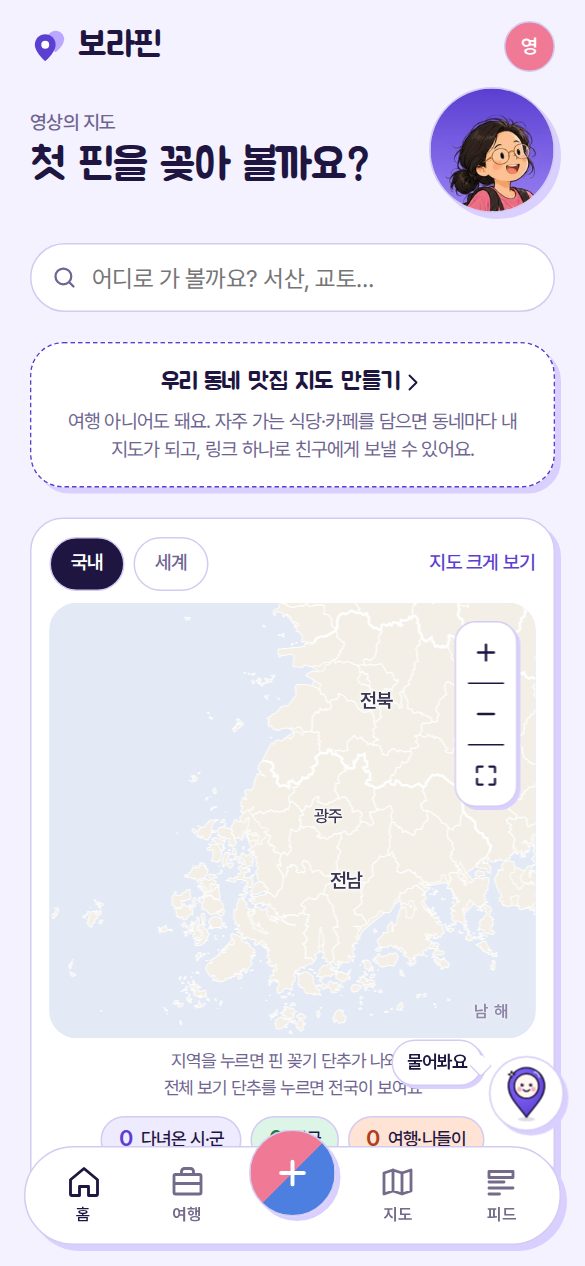 보라핀
영
영상의 지도
첫 핀을 꽂아 볼까요?
어디로 가 볼까요? 서산, 교토...
우리 동네 맛집 지도 만들기 >
여행 아니어도 돼요. 자주 가는 식당·카페를 담으면 동네마다 내
지도가 되고, 링크 하나로 친구에게 보낼 수 있어요.
국내
세계
지도 크게 보기
전북
광주
전남
남 해
지역을 누르면 핀 꽂기 단추가
물어봐요
전체 보기 단추를 누르면 전국이 보여요
0 다녀온 시·군
0 여행·나들이
홈
여행
지도
피드